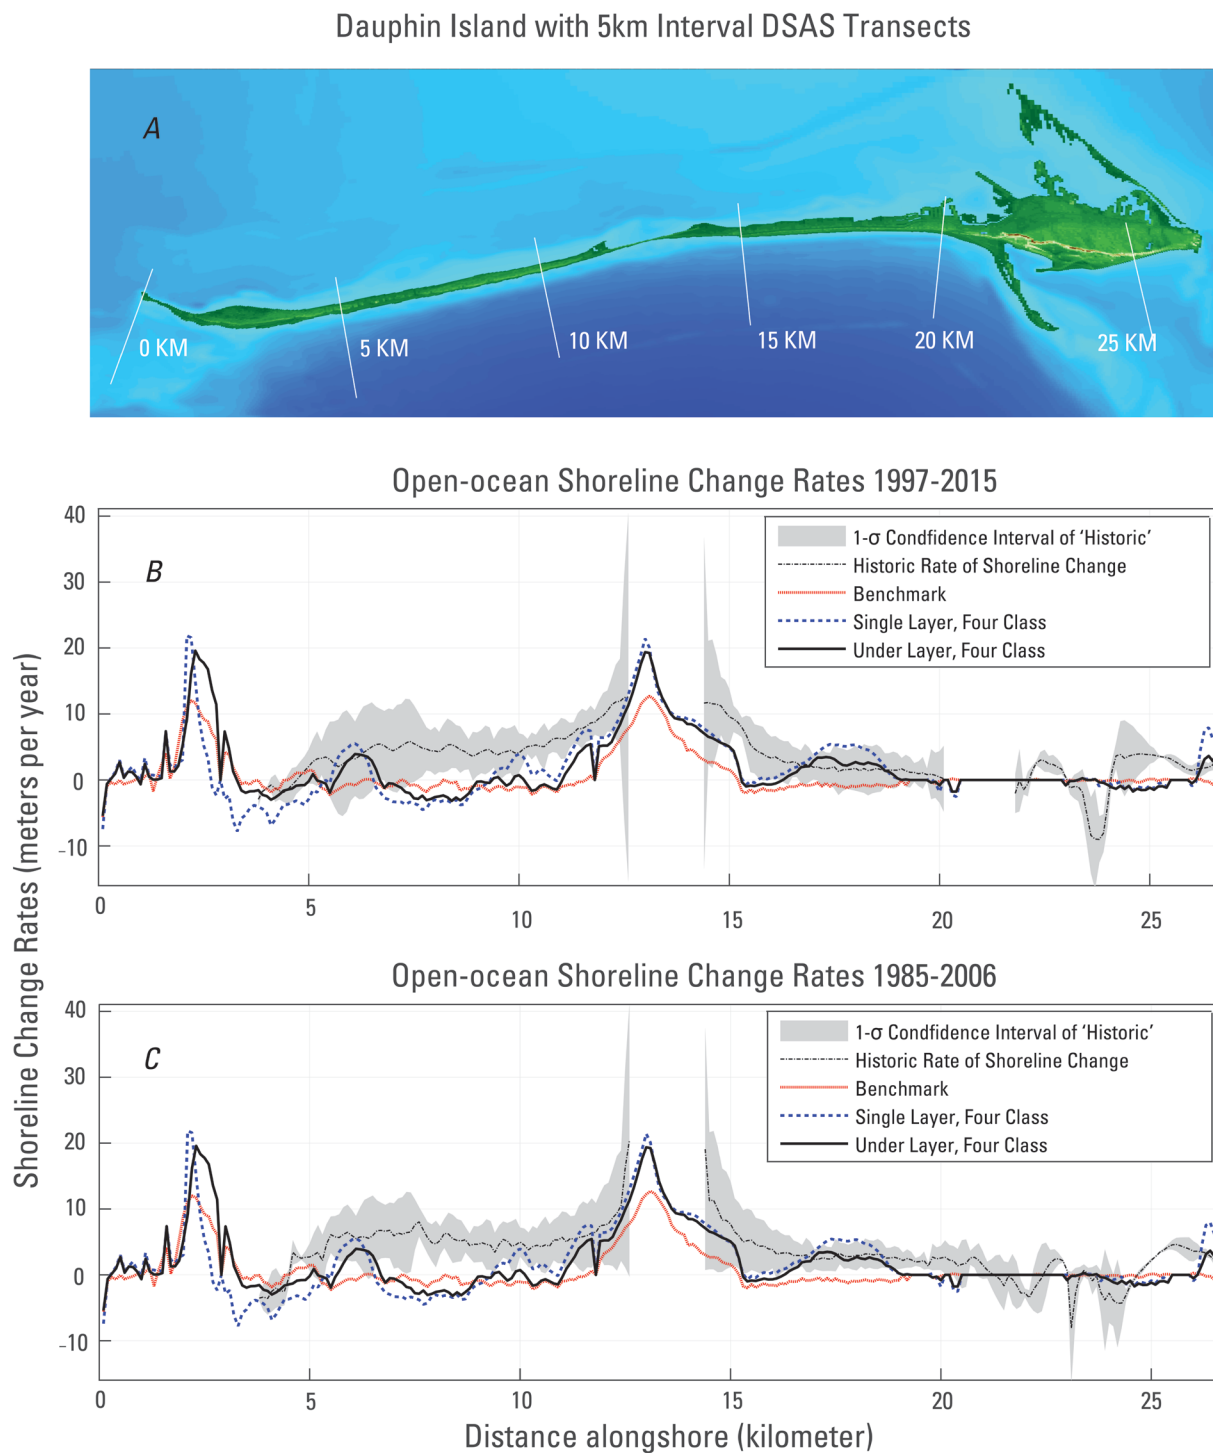 Dauphin Island with 5km Interval DSAS Transects
A
0 KM
5 KM
10 KM
15 KM
20 KM
25 KM
Open-ocean Shoreline Change Rates 1997-2015
B
1-σ Condfidence Interval of ‘Historic’
Historic Rate of Shoreline Change
Benchmark
Single Layer, Four Class
Under Layer, Four Class
40
30
20
10
0
−10
0
5
10
15
20
25
Shoreline Change Rates (meters per year)
Open-ocean Shoreline Change Rates 1985-2006
C
1-σ Condfidence Interval of ‘Historic’
Historic Rate of Shoreline Change
Benchmark
Single Layer, Four Class
Under Layer, Four Class
40
30
20
10
0
−10
0
5
10
15
20
25
Distance alongshore (kilometer)